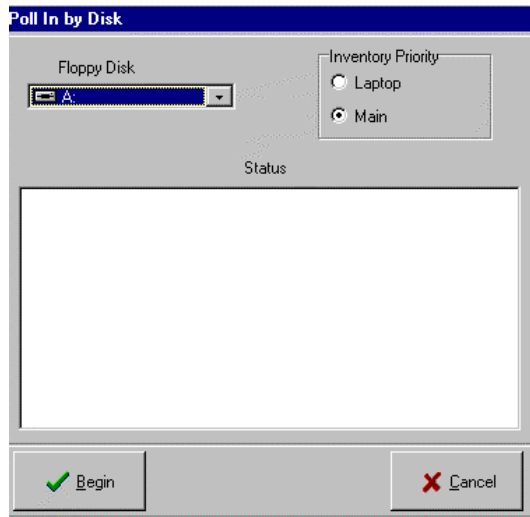 Poll In by Disk
Floppy Disk
A:
Inventory Priority
Laptop
Main
Status
Begin
Cancel